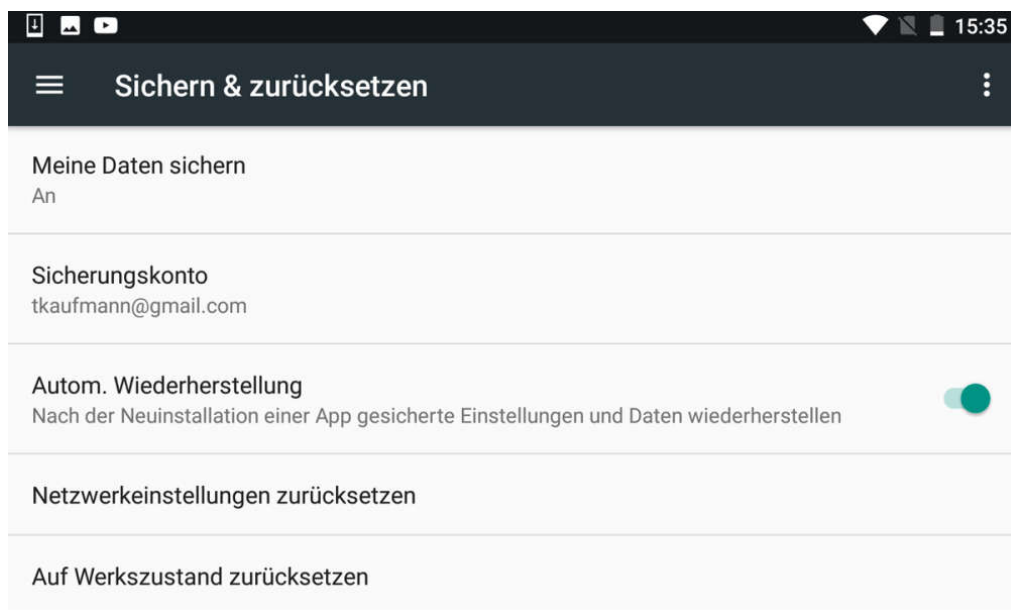 15:35
Sichern & zurücksetzen
Meine Daten sichern
An
Sicherungskonto
tkaufmann@gmail.com
Autom. Wiederherstellung
Nach der Neuinstallation einer App gesicherte Einstellungen und Daten wiederherstellen
Netzwerkeinstellungen zurücksetzen
Auf Werkszustand zurücksetzen